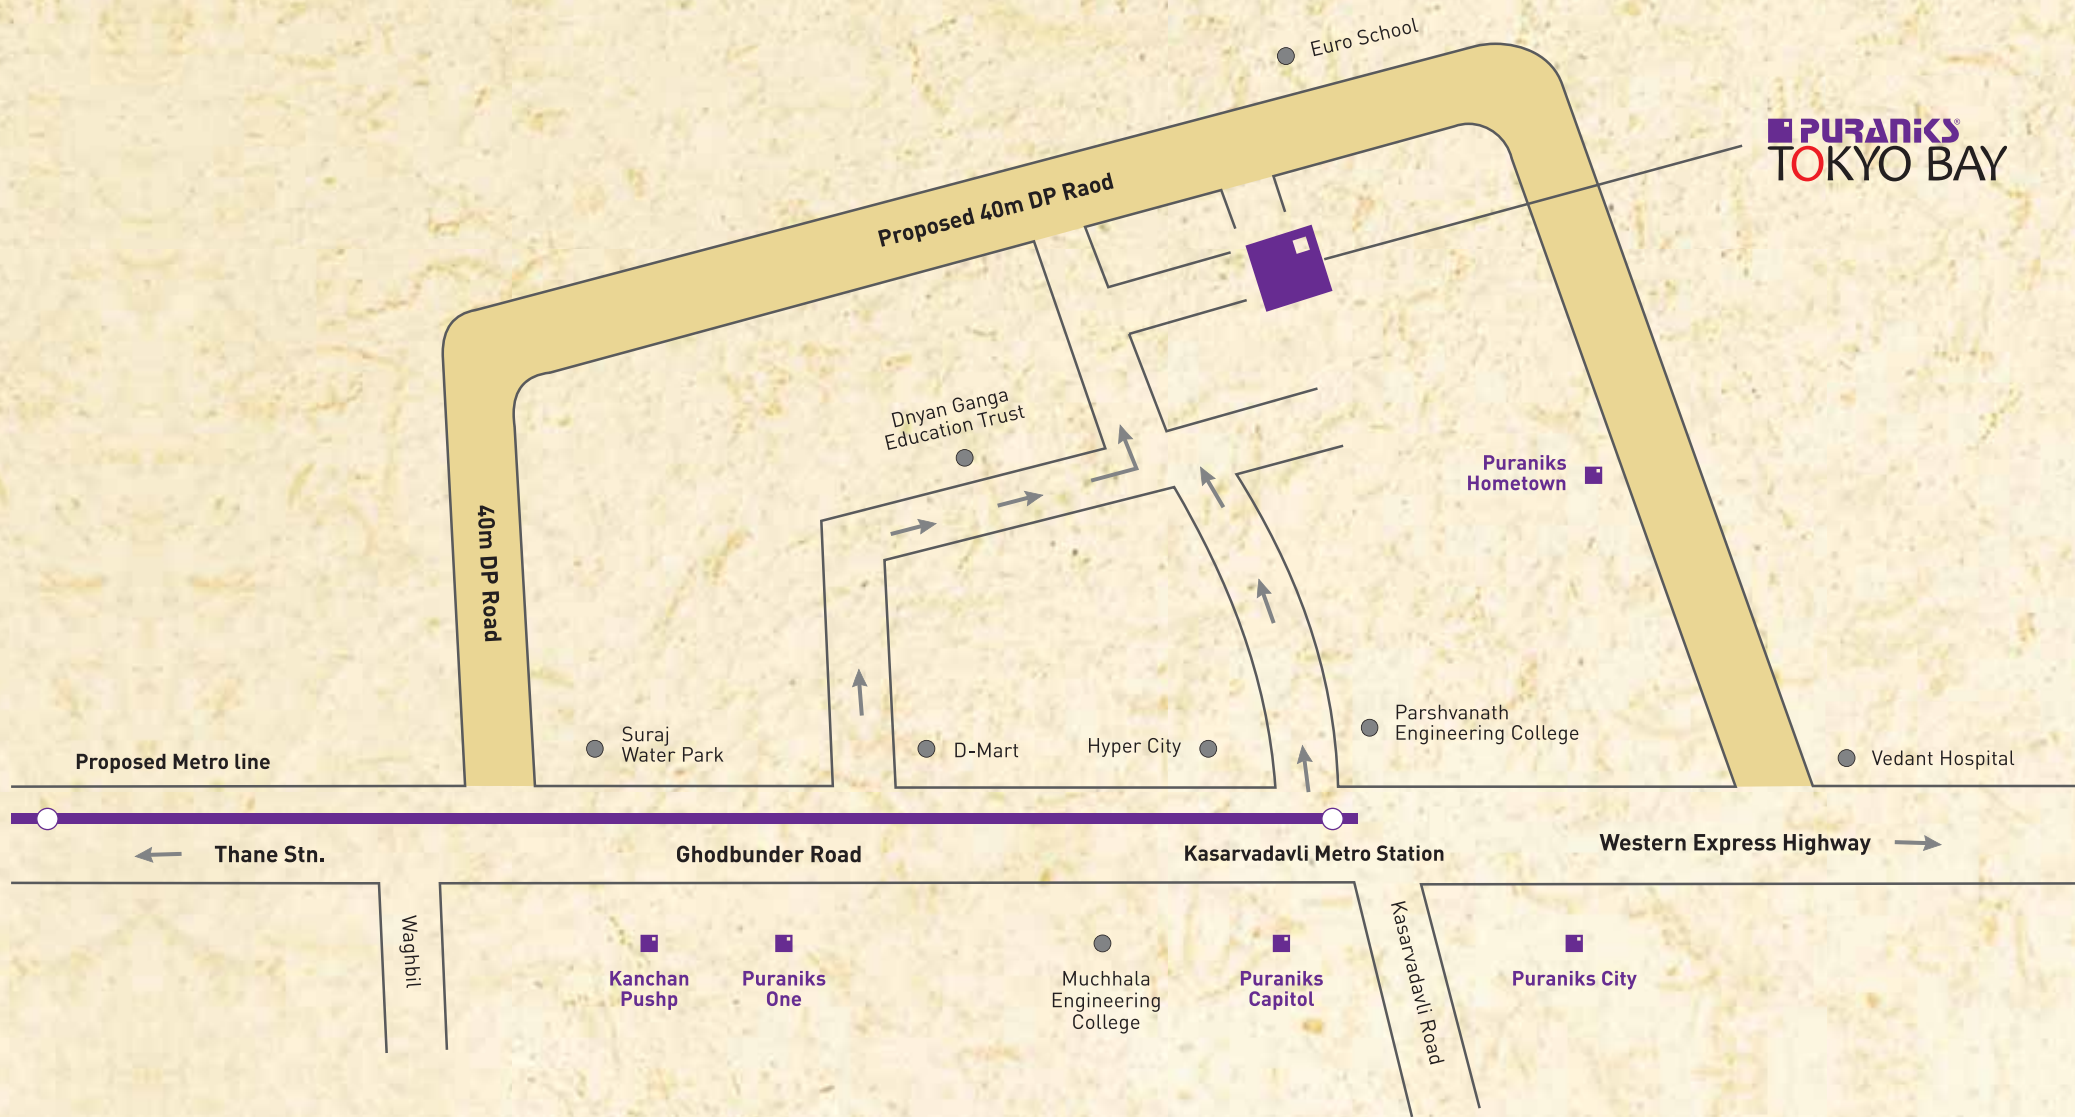 Euro School
PURANiKS®
TOKYO BAY
Proposed 40m DP Raod
Dnyan Ganga
Education Trust
Puraniks
Hometown
40m DP Road
Suraj
Water Park
D-Mart
Hyper City
Parshvanath
Engineering College
Vedant Hospital
Proposed Metro line
Thane Stn.
Ghodbunder Road
Kasarvadavli Metro Station
Western Express Highway
Waghbil
Kanchan
Pushp
Puraniks
One
Muchhala
Engineering
College
Puraniks
Capitol
Kasarvadavli Road
Puraniks City